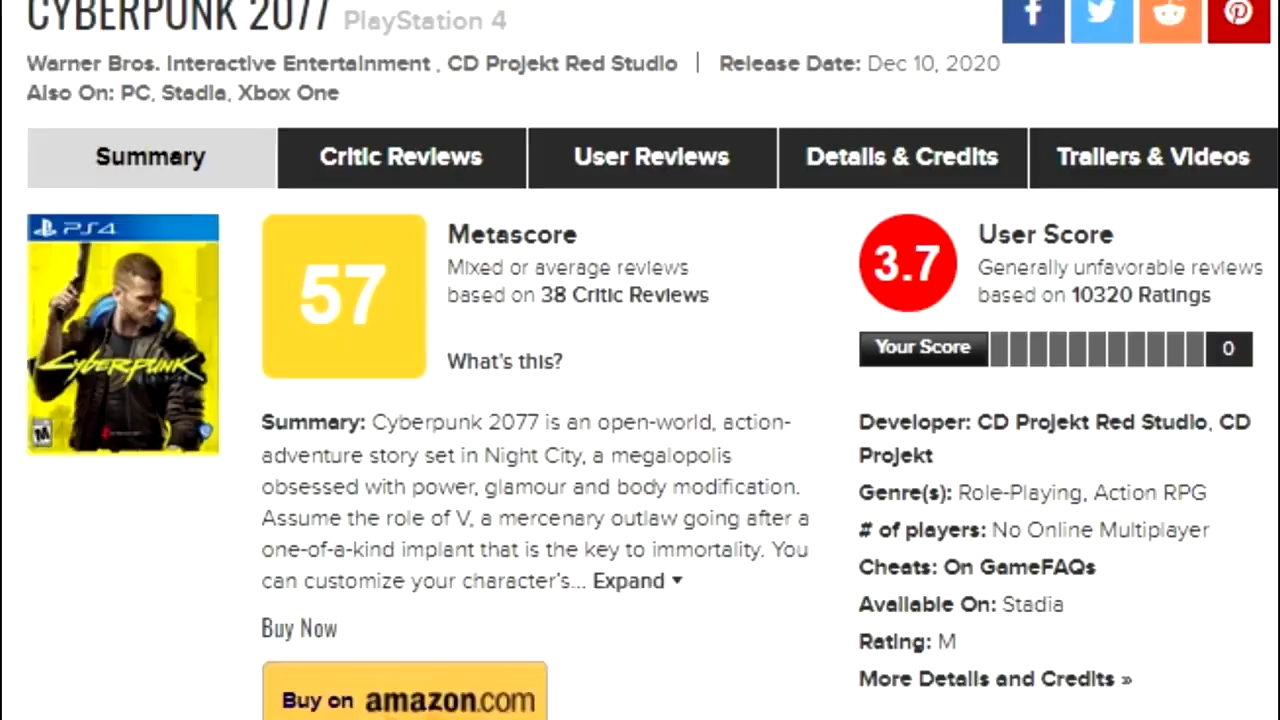 CYBERPUNK 2077 PlayStation 4
Warner Bros. Interactive Entertainment , CD Projekt Red Studio | Release Date: Dec 10, 2020
Also On: PC, Stadia, Xbox One
Summary
Critic Reviews
User Reviews
Details & Credits
Trailers & Videos
PS4
Cyberpunk
M
57
Metascore
Mixed or average reviews
based on 38 Critic Reviews
What's this?
3.7
User Score
Generally unfavorable reviews
based on 10320 Ratings
Your Score
0
Summary: Cyberpunk 2077 is an open-world, action-
adventure story set in Night City, a megalopolis
obsessed with power, glamour and body modification.
Assume the role of V, a mercenary outlaw going after a
one-of-a-kind implant that is the key to immortality. You
can customize your character's... Expand
Buy Now
Buy on amazon.com
Developer: CD Projekt Red Studio, CD
Projekt
Genre(s): Role-Playing, Action RPG
# of players: No Online Multiplayer
Cheats: On GameFAQs
Available On: Stadia
Rating: M
More Details and Credits »